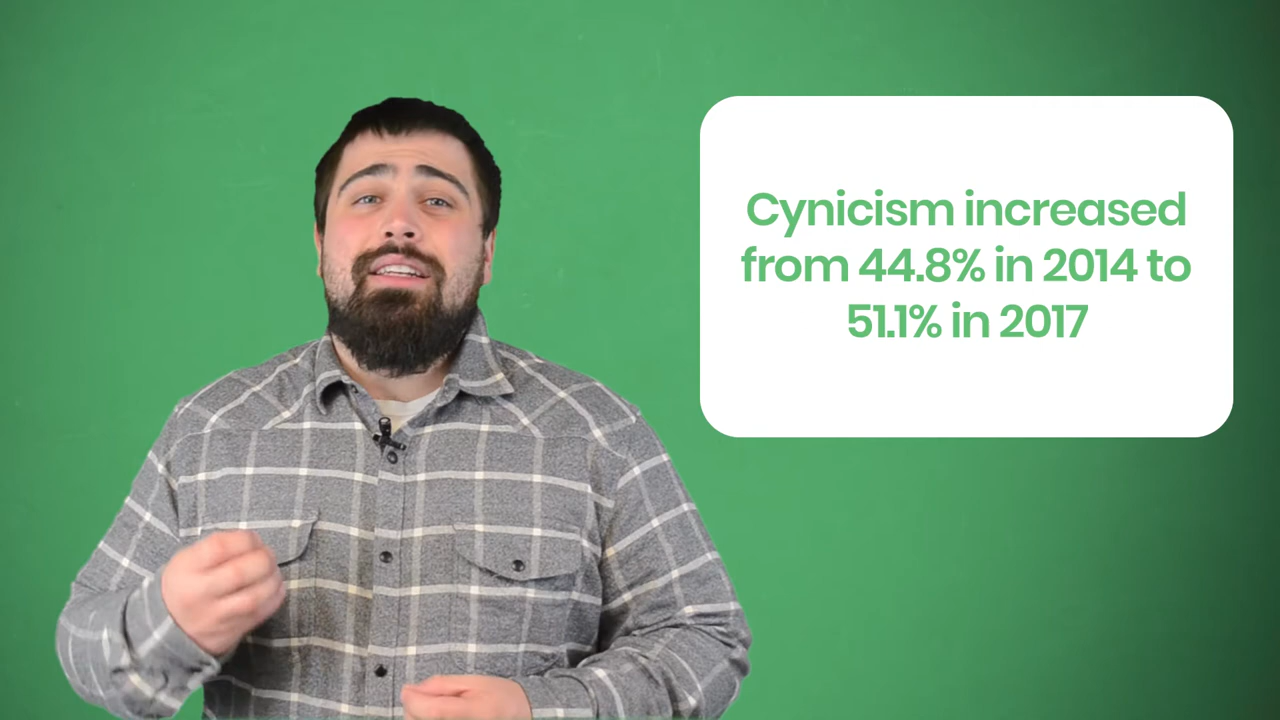 Cynicism increased
from 44.8% in 2014 to
51.1% in 2017